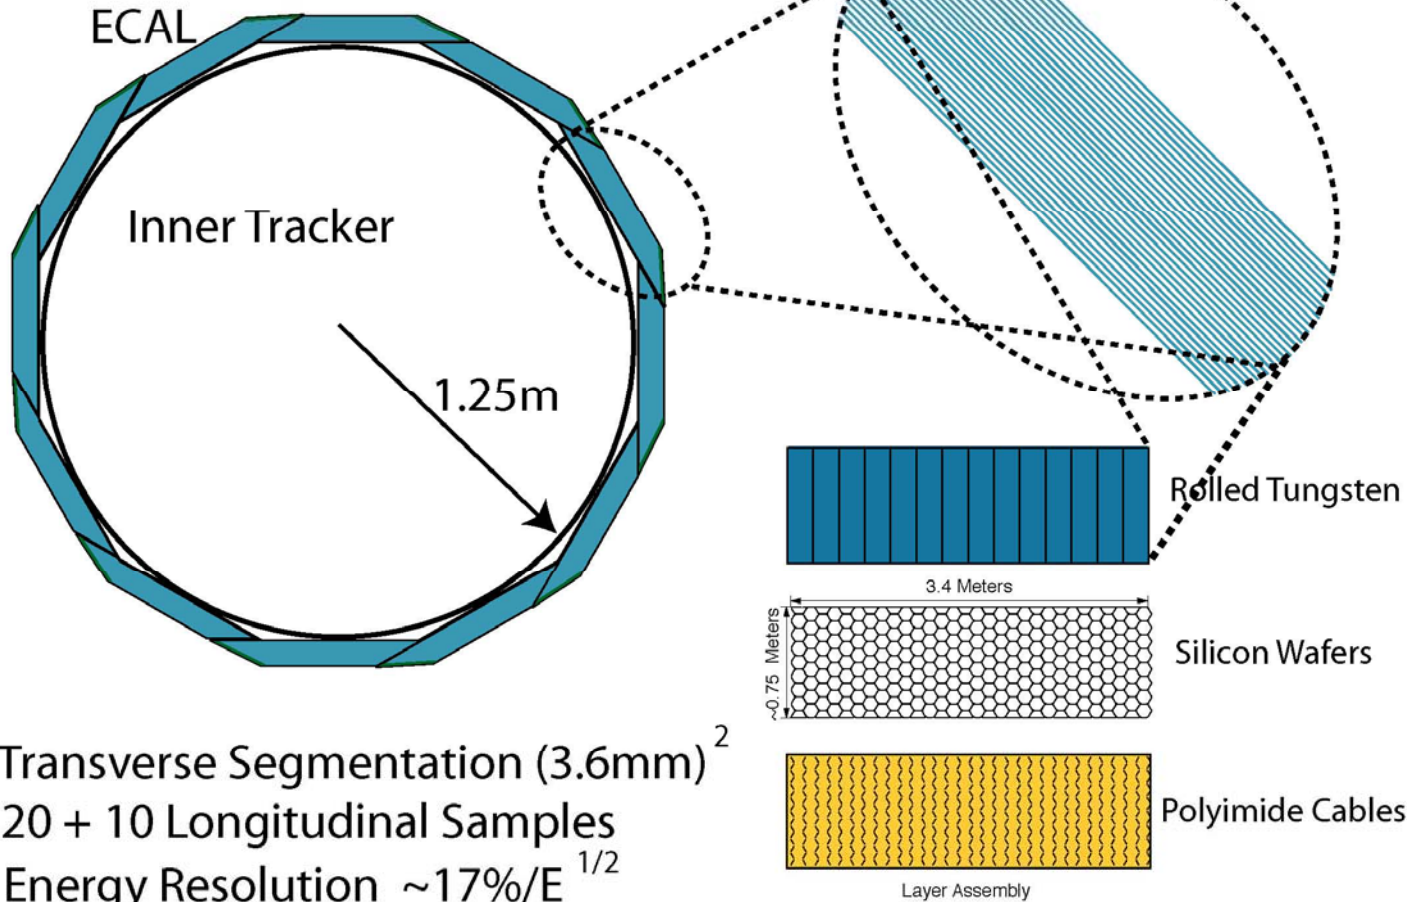 ECAL
Inner Tracker
1.25m
Rolled Tungsten
3.4 Meters
~0.75 Meters
Silicon Wafers
Transverse Segmentation (3.6mm)²
20 + 10 Longitudinal Samples
Energy Resolution ~17%/E^1/2
Polyimide Cables
Layer Assembly